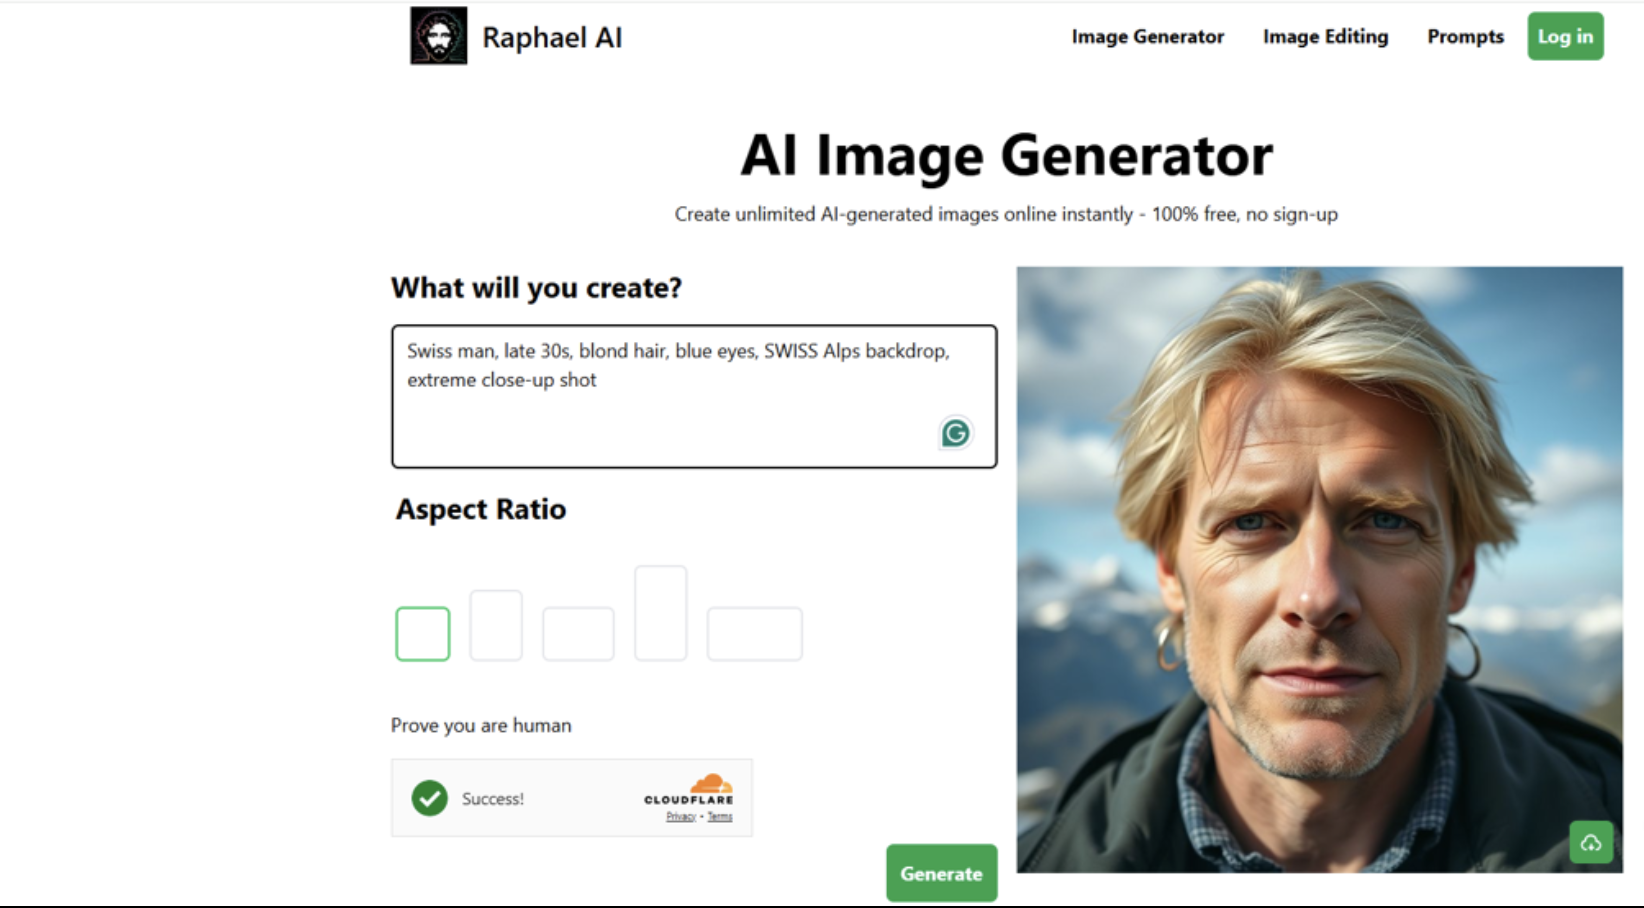 Raphael AI
Image Generator
Image Editing
Prompts
Log in
AI Image Generator
Create unlimited AI-generated images online instantly - 100% free, no sign-up
What will you create?
Swiss man, late 30s, blond hair, blue eyes, SWISS Alps backdrop,
extreme close-up shot
Aspect Ratio
Prove you are human
Success!
CLOUDFLARE
Privacy • Terms
Generate